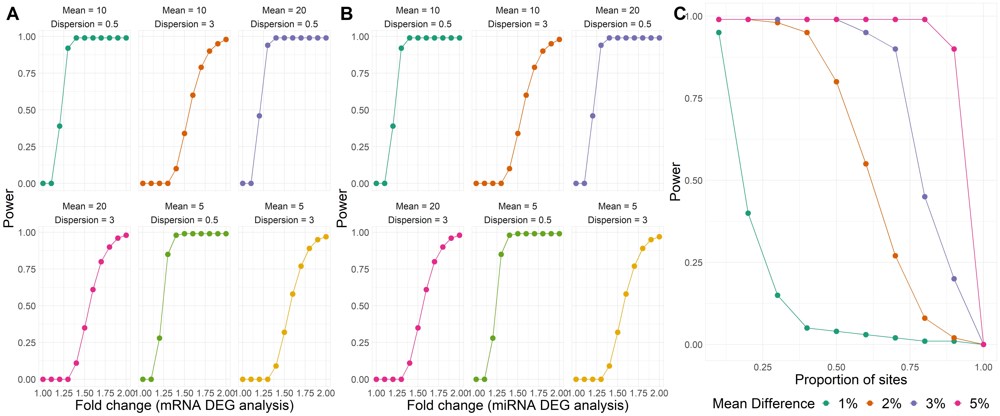 A
Mean = 10
Dispersion = 0.5
Mean = 10
Dispersion = 3
Mean = 20
Dispersion = 0.5
1.00
0.75
0.50
0.25
0.00
Mean = 20
Dispersion = 3
Mean = 5
Dispersion = 0.5
Mean = 5
Dispersion = 3
1.00
0.75
0.50
0.25
0.00
1.00 1.25 1.50 1.75 2.00
1.00 1.25 1.50 1.75 2.00
1.00 1.25 1.50 1.75 2.00
Power
Fold change (mRNA DEG analysis)
B
Mean = 10
Dispersion = 0.5
Mean = 10
Dispersion = 3
Mean = 20
Dispersion = 0.5
1.00
0.75
0.50
0.25
0.00
Mean = 20
Dispersion = 3
Mean = 5
Dispersion = 0.5
Mean = 5
Dispersion = 3
1.00
0.75
0.50
0.25
0.00
1.00 1.25 1.50 1.75 2.00
1.00 1.25 1.50 1.75 2.00
1.00 1.25 1.50 1.75 2.00
Power
Fold change (miRNA DEG analysis)
C
1.00
0.75
0.50
0.25
0.00
0.25 0.50 0.75 1.00
Power
Proportion of sites
Mean Difference 1% 2% 3% 5%